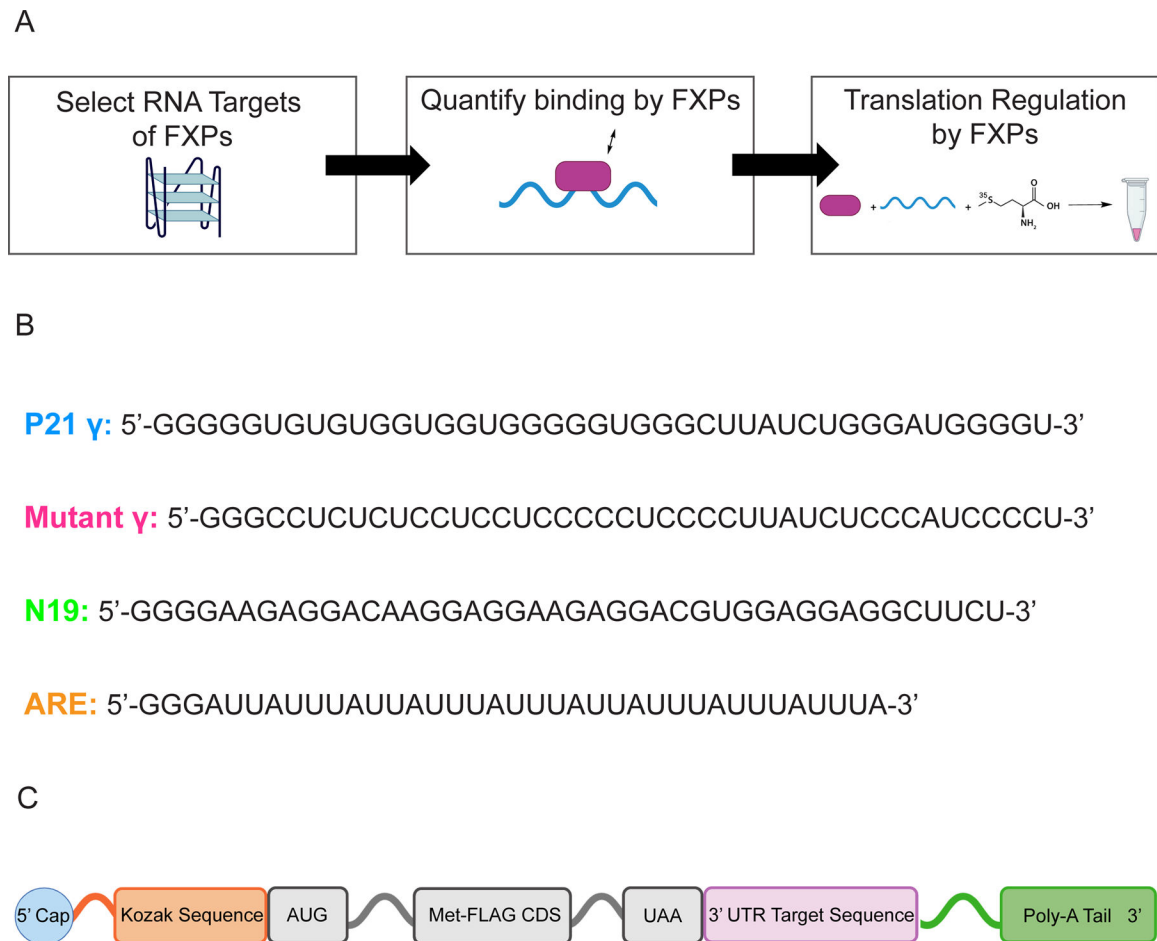 A
Select RNA Targets
of FXPs
Quantify binding by FXPs
Translation Regulation
by FXPs
+ + 35 S O OH NH2
B
P21 γ: 5’-GGGGGUGUGUGGUGGUGGGGGUGGGCUUAUCUGGGAUGGGGU-3’
Mutant γ: 5’-GGGCCUCUCUCCUCCUCCCCCUCCCCUUAUCUCCCAUCCCCU-3’
N19: 5’-GGGGAAGAGGACAAGGAGGAAGAGGACGUGGAGGAGGCUUCU-3’
ARE: 5’-GGGAUUAUUUAUUAUUUAUUUAUUAUUUAUUUAUUUA-3’
C
5’ Cap Kozak Sequence AUG Met-FLAG CDS UAA 3’ UTR Target Sequence Poly-A Tail 3’